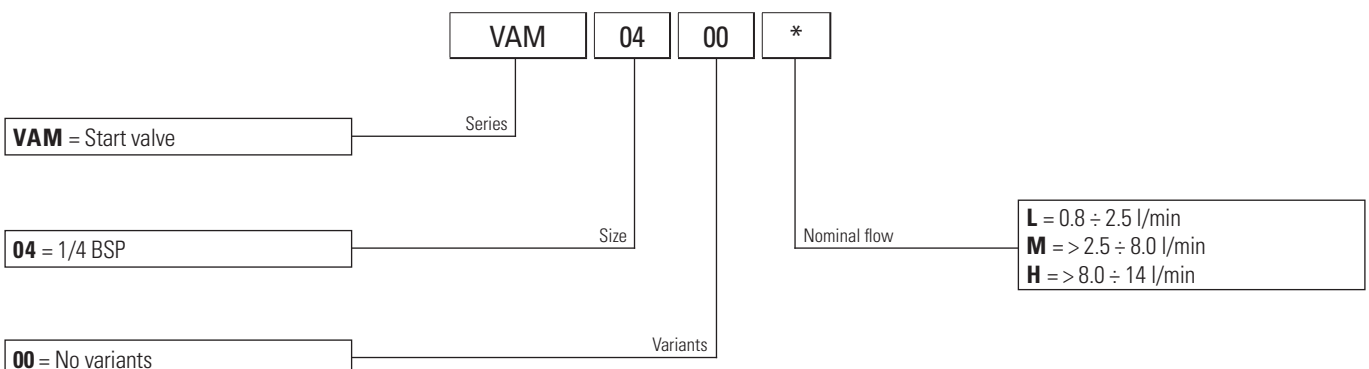 VAM 04 00 *
Series
VAM = Start valve
Size
Nominal flow
04 = 1/4 BSP
L = 0.8 ÷ 2.5 l/min
M = > 2.5 ÷ 8.0 l/min
H = > 8.0 ÷ 14 l/min
Variants
00 = No variants